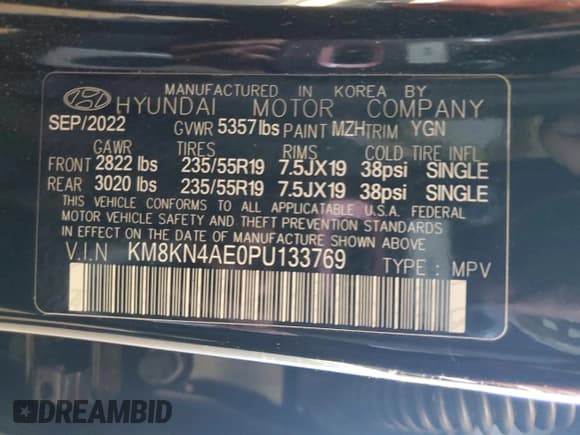 MANUFACTURED IN KOREA BY
HYUNDAI MOTOR COMPANY
SEP/2022 GVWR 5357 lbs PAINT MZH TRIM YGN
GAWR TIRES RIMS COLD TIRE INFL
FRONT 2822 lbs 235/55R19 7.5JX19 38psi SINGLE
REAR 3020 lbs 235/55R19 7.5JX19 38psi SINGLE
THIS VEHICLE CONFORMS TO ALL APPLICATABLE U.S.A. FEDERAL
MOTOR VEHICLE SAFETY AND THEFT PREVENTION STANDARDS
IN EFFECT ON THE DATE OF MANUFACTURE SHOWN ABOVE.
V.I.N KM8KN4AE0PU133769 TYPE : MPV
DREAMBID